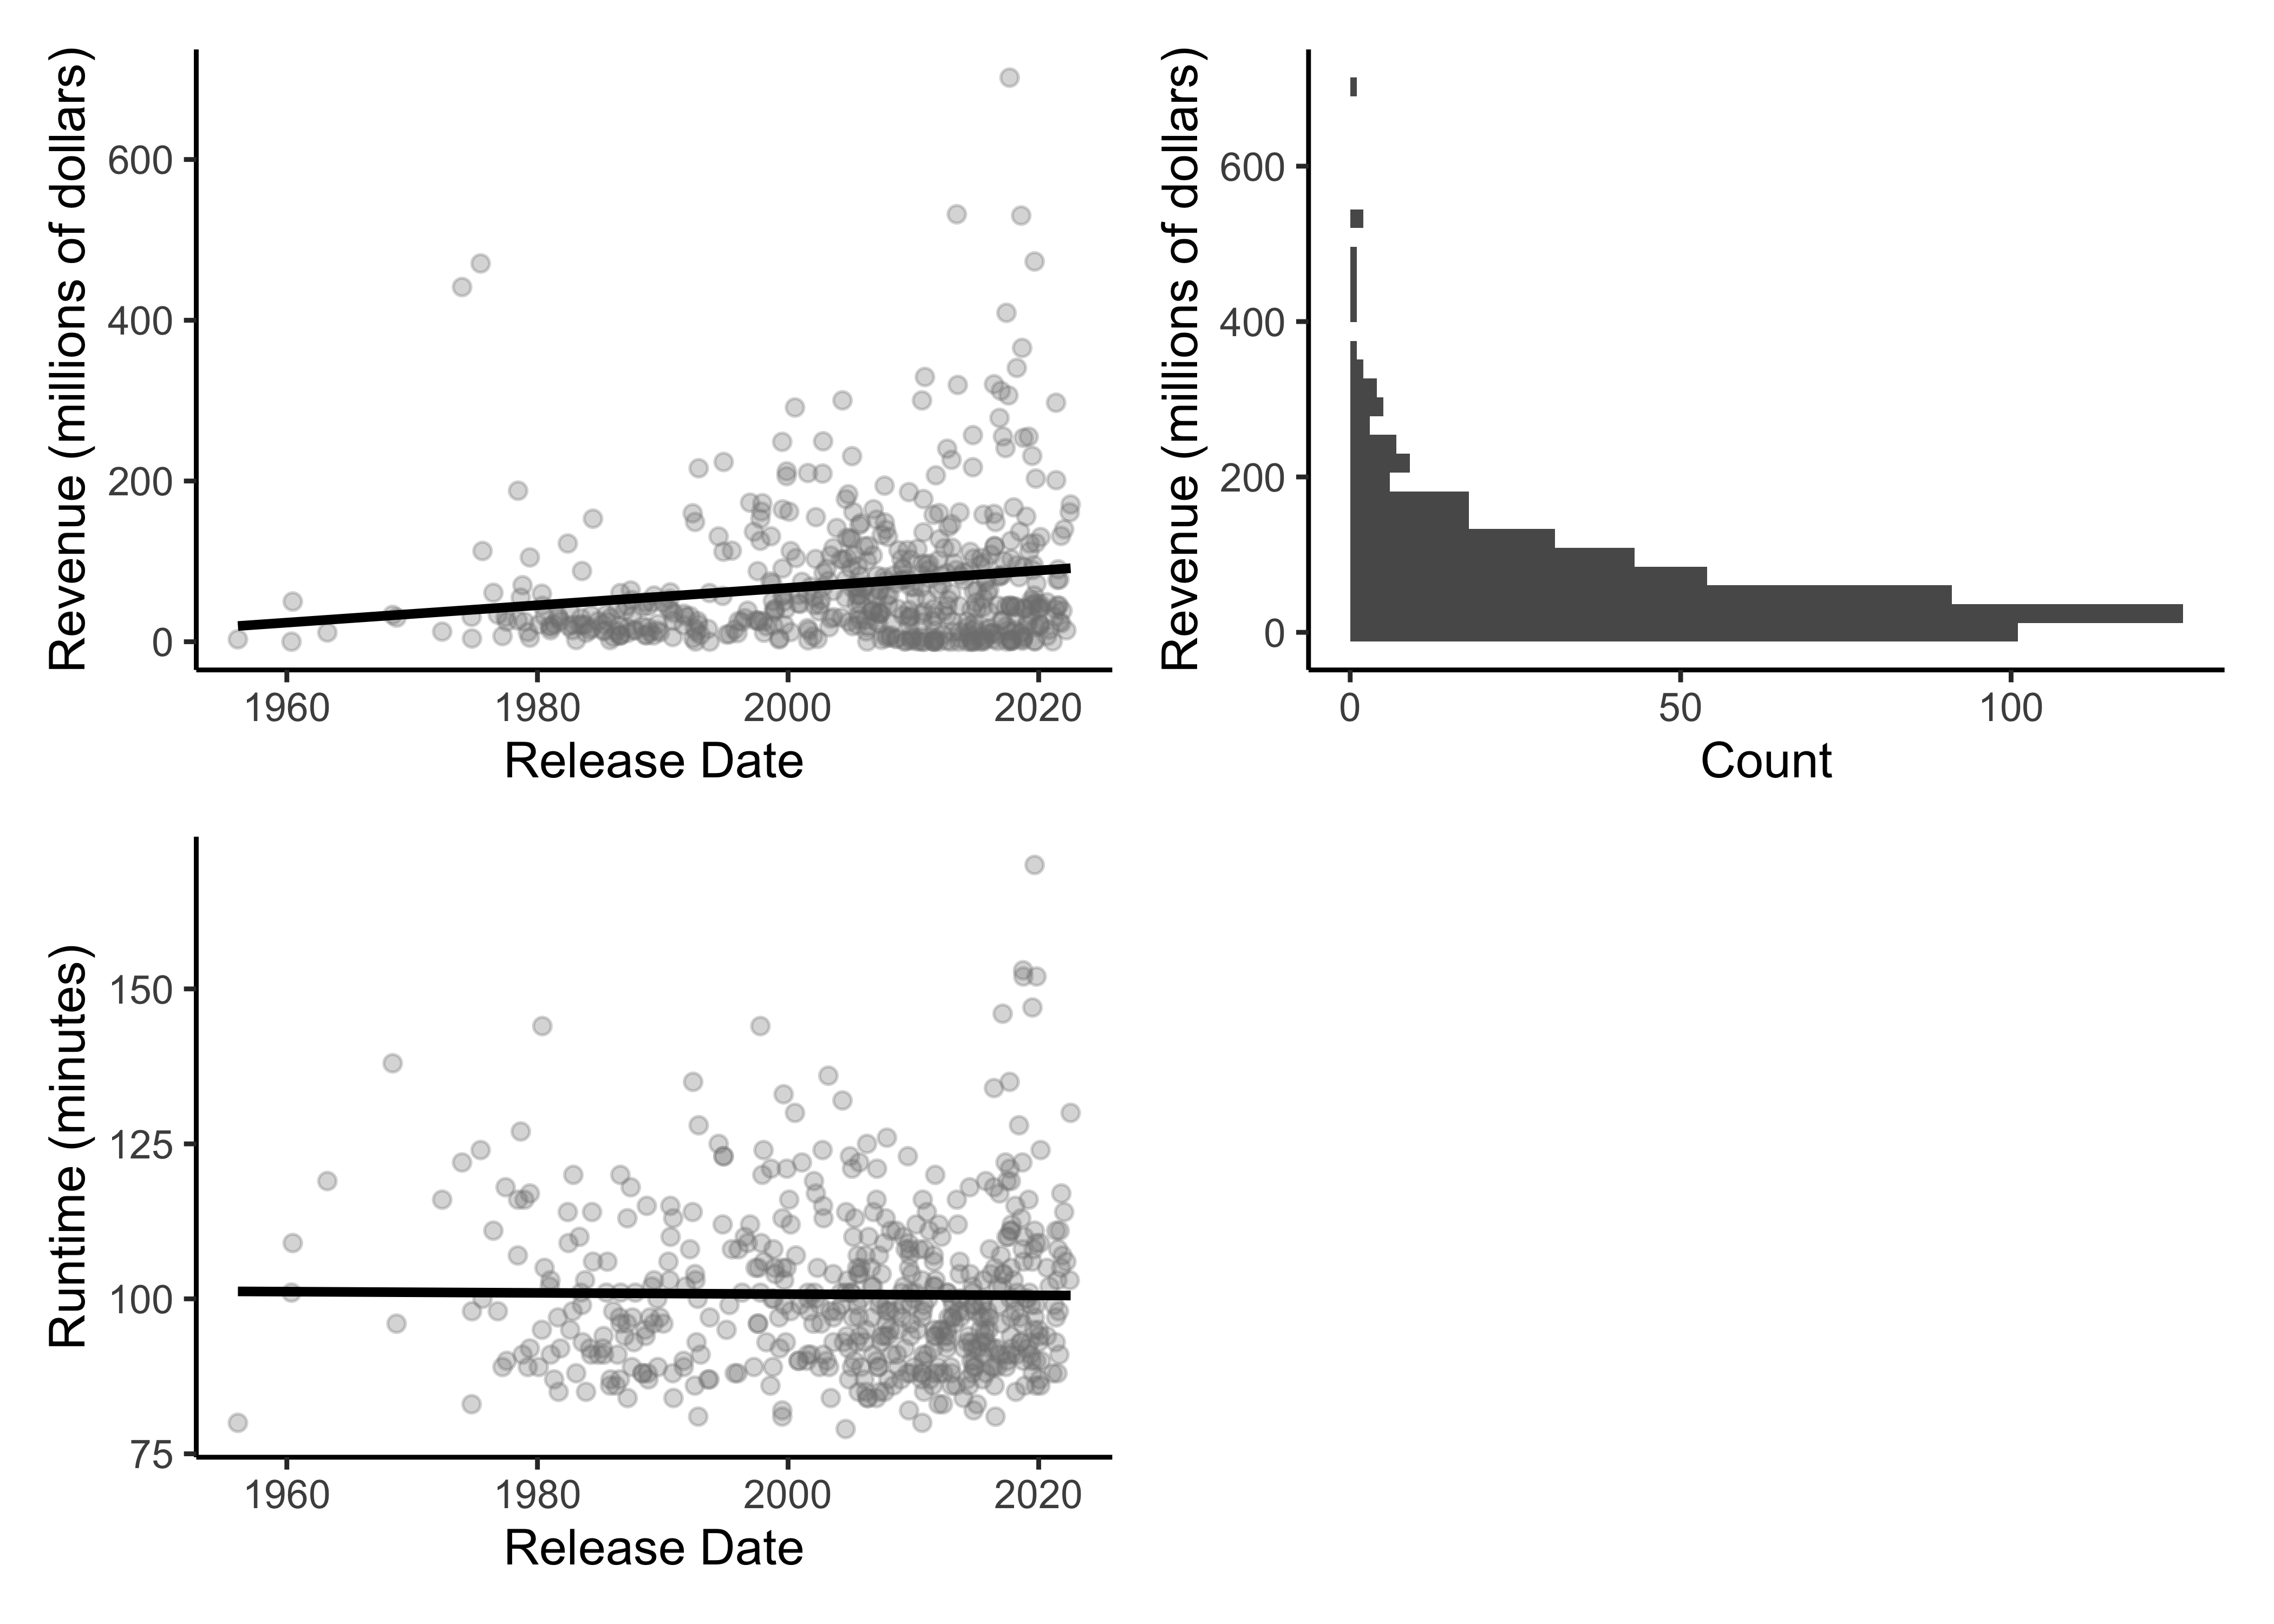 Revenue (millions of dollars)
600
400
200
0
1960 1980 2000 2020
Release Date
Revenue (millions of dollars)
600
400
200
0
0 50 100
Count
Runtime (minutes)
150
125
100
75
1960 1980 2000 2020
Release Date